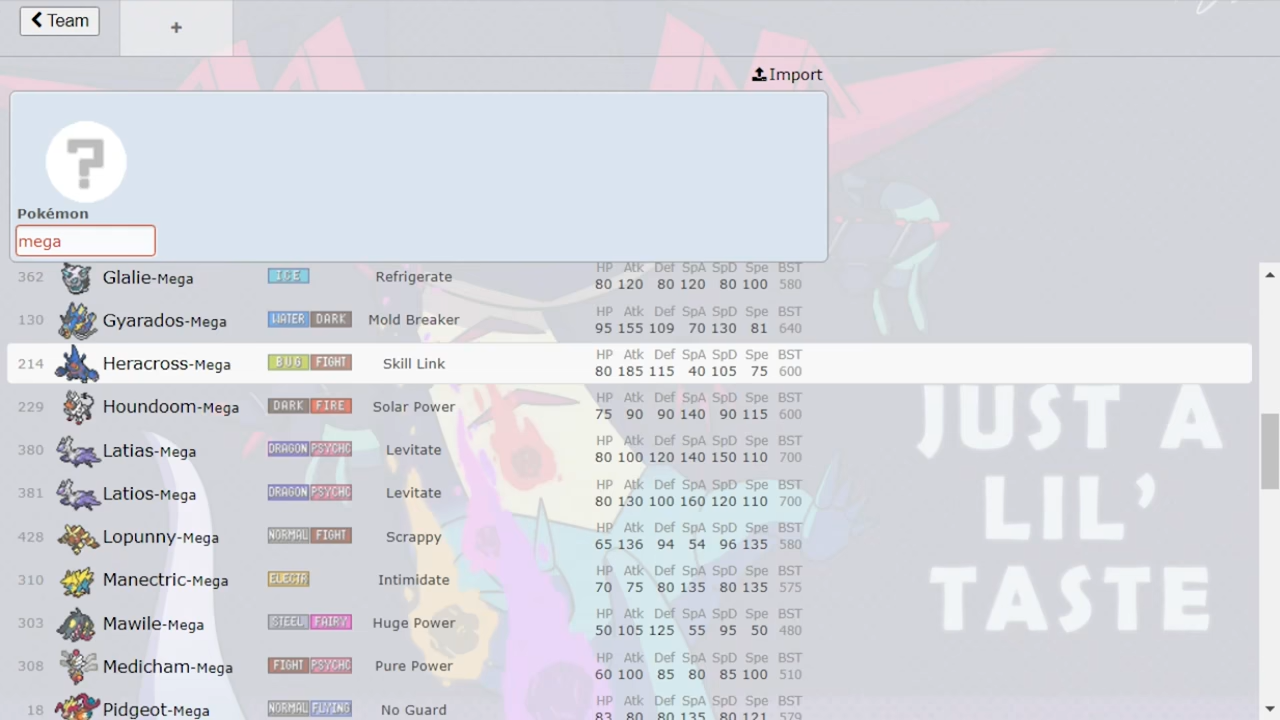 Team
+
Import
Pokémon
mega
362 Glalie-Mega ICE Refrigerate HP 80 Atk 120 Def 80 SpA 120 SpD 80 Spe 100 BST 580
130 Gyarados-Mega WATER DARK Mold Breaker HP 95 Atk 155 Def 109 SpA 70 SpD 130 Spe 81 BST 640
214 Heracross-Mega BUG FIGHT Skill Link HP 80 Atk 185 Def 115 SpA 40 SpD 105 Spe 75 BST 600
229 Houndoom-Mega DARK FIRE Solar Power HP 75 Atk 90 Def 90 SpA 140 SpD 90 Spe 115 BST 600
380 Latias-Mega DRAGON PSYCHC Levitate HP 80 Atk 100 Def 120 SpA 140 SpD 150 Spe 110 BST 700
381 Latios-Mega DRAGON PSYCHC Levitate HP 80 Atk 130 Def 100 SpA 160 SpD 120 Spe 110 BST 700
428 Lopunny-Mega NORMAL FIGHT Scrappy HP 65 Atk 136 Def 94 SpA 54 SpD 96 Spe 135 BST 580
310 Manectric-Mega ELECTR Intimidate HP 70 Atk 75 Def 80 SpA 135 SpD 80 Spe 135 BST 575
303 Mawile-Mega STEEL FAIRY Huge Power HP 50 Atk 105 Def 125 SpA 55 SpD 95 Spe 50 BST 480
308 Medicham-Mega FIGHT PSYCHC Pure Power HP 60 Atk 100 Def 85 SpA 80 SpD 85 Spe 100 BST 510
18 Pidgeot-Mega NORMAL FLYING No Guard HP 83 Atk 80 Def 80 SpA 135 SpD 80 Spe 121 BST 579
JUST A
LIL'
TASTE